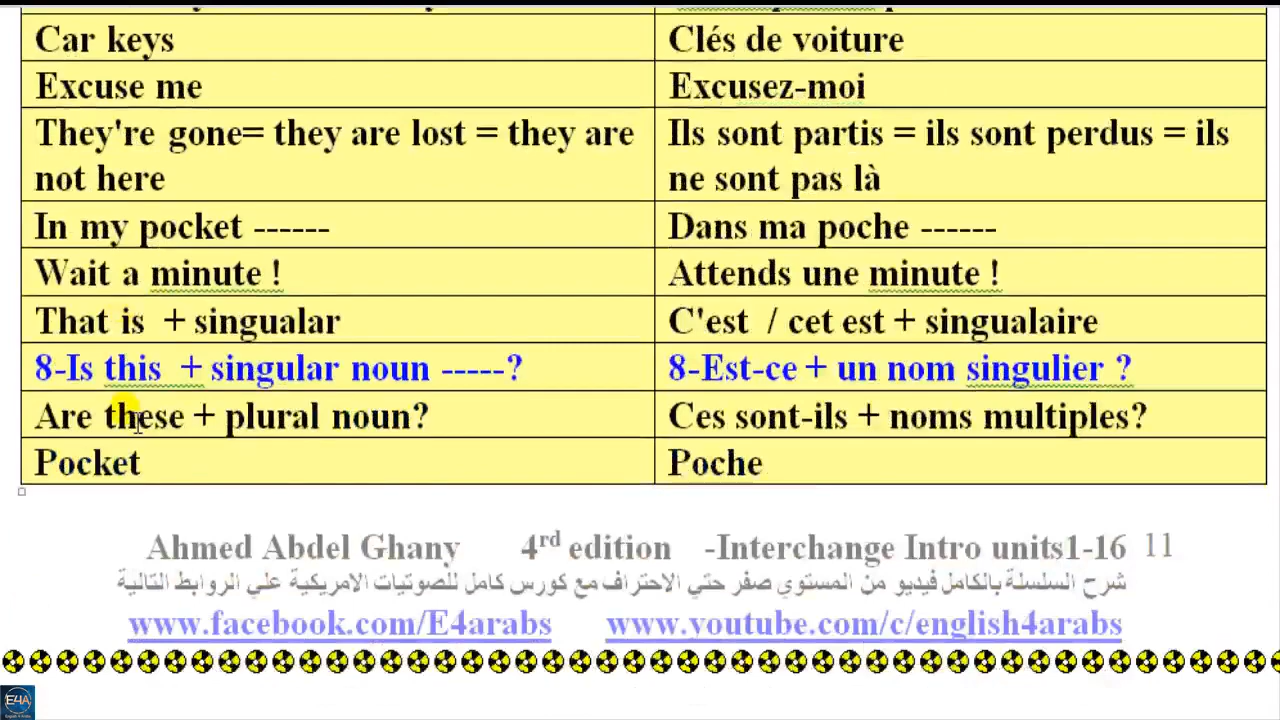 Car keys
Clés de voiture
Excuse me
Excusez-moi
They're gone= they are lost = they are
not here
Ils sont partis = ils sont perdus = ils
ne sont pas là
In my pocket ------
Dans ma poche ------
Wait a minute !
Attends une minute !
That is + singualar
C'est / cet est + singualaire
8-Is this + singular noun -----?
8-Est-ce + un nom singulier ?
Are these + plural noun?
Ces sont-ils + noms multiples?
Pocket
Poche
Ahmed Abdel Ghany 4rd edition -Interchange Intro units1-16 11
شرح السلسلة بالكامل فيديو من المستوي صفر حتي الاحتراف مع كورس كامل للصوتيات الامريكية علي الروابط التالية
www.facebook.com/E4arabs www.youtube.com/c/english4arabs
E4A